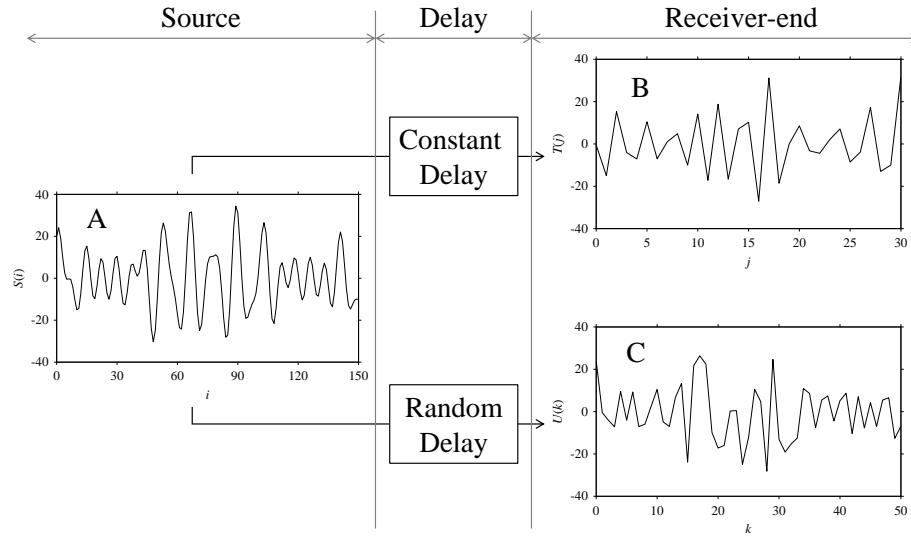 Source Delay Receiver-end
40
20
0
-20
-40
B
T(j)
0 5 10 15 20 25 30
j
Constant
Delay
40
20
0
-20
-40
A
S(i)
0 30 60 90 120 150
i
Random
Delay
40
20
0
-20
-40
C
U(k)
0 10 20 30 40 50
k